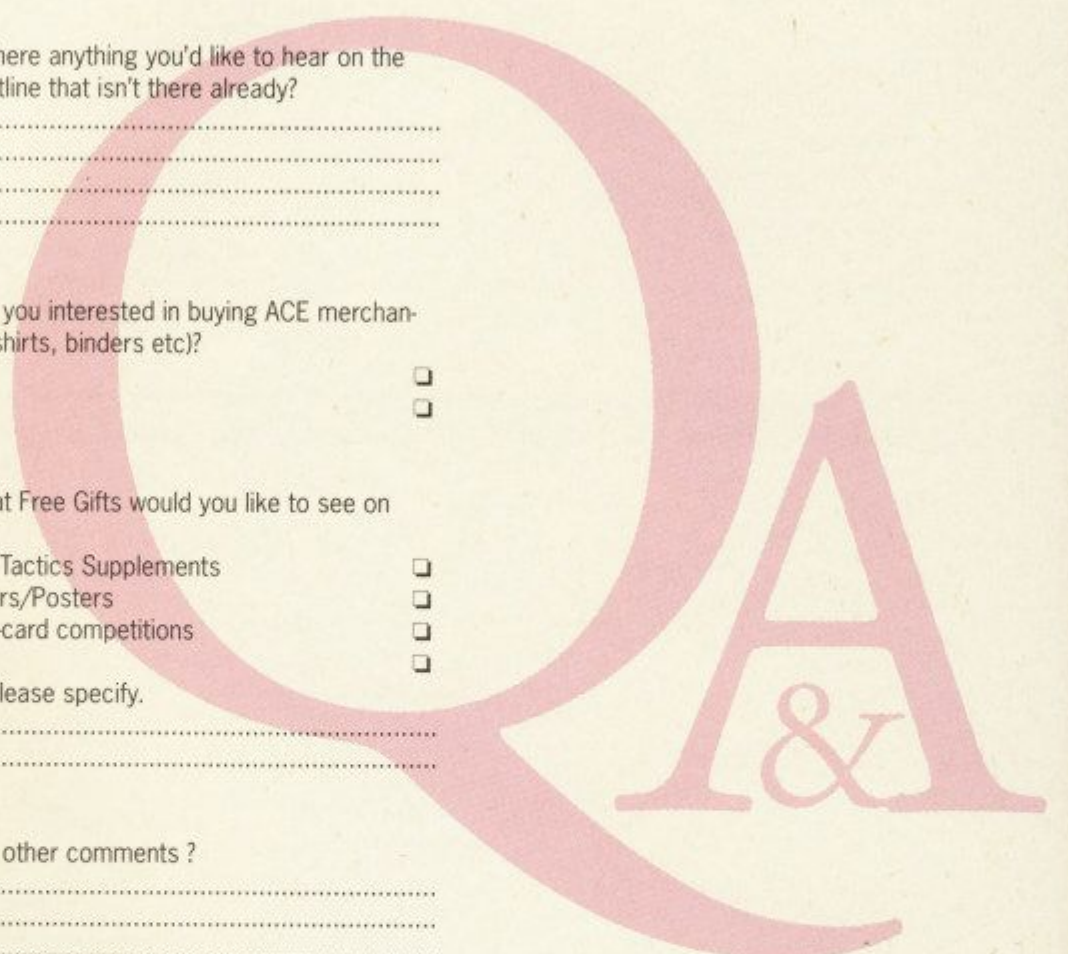 here anything you'd like to hear on the
tline that isn't there already?
you interested in buying ACE merchan-
shirts, binders etc)?
at Free Gifts would you like to see on
Tactics Supplements
rs/Posters
-card competitions
lease specify.
other comments ?
Q&A